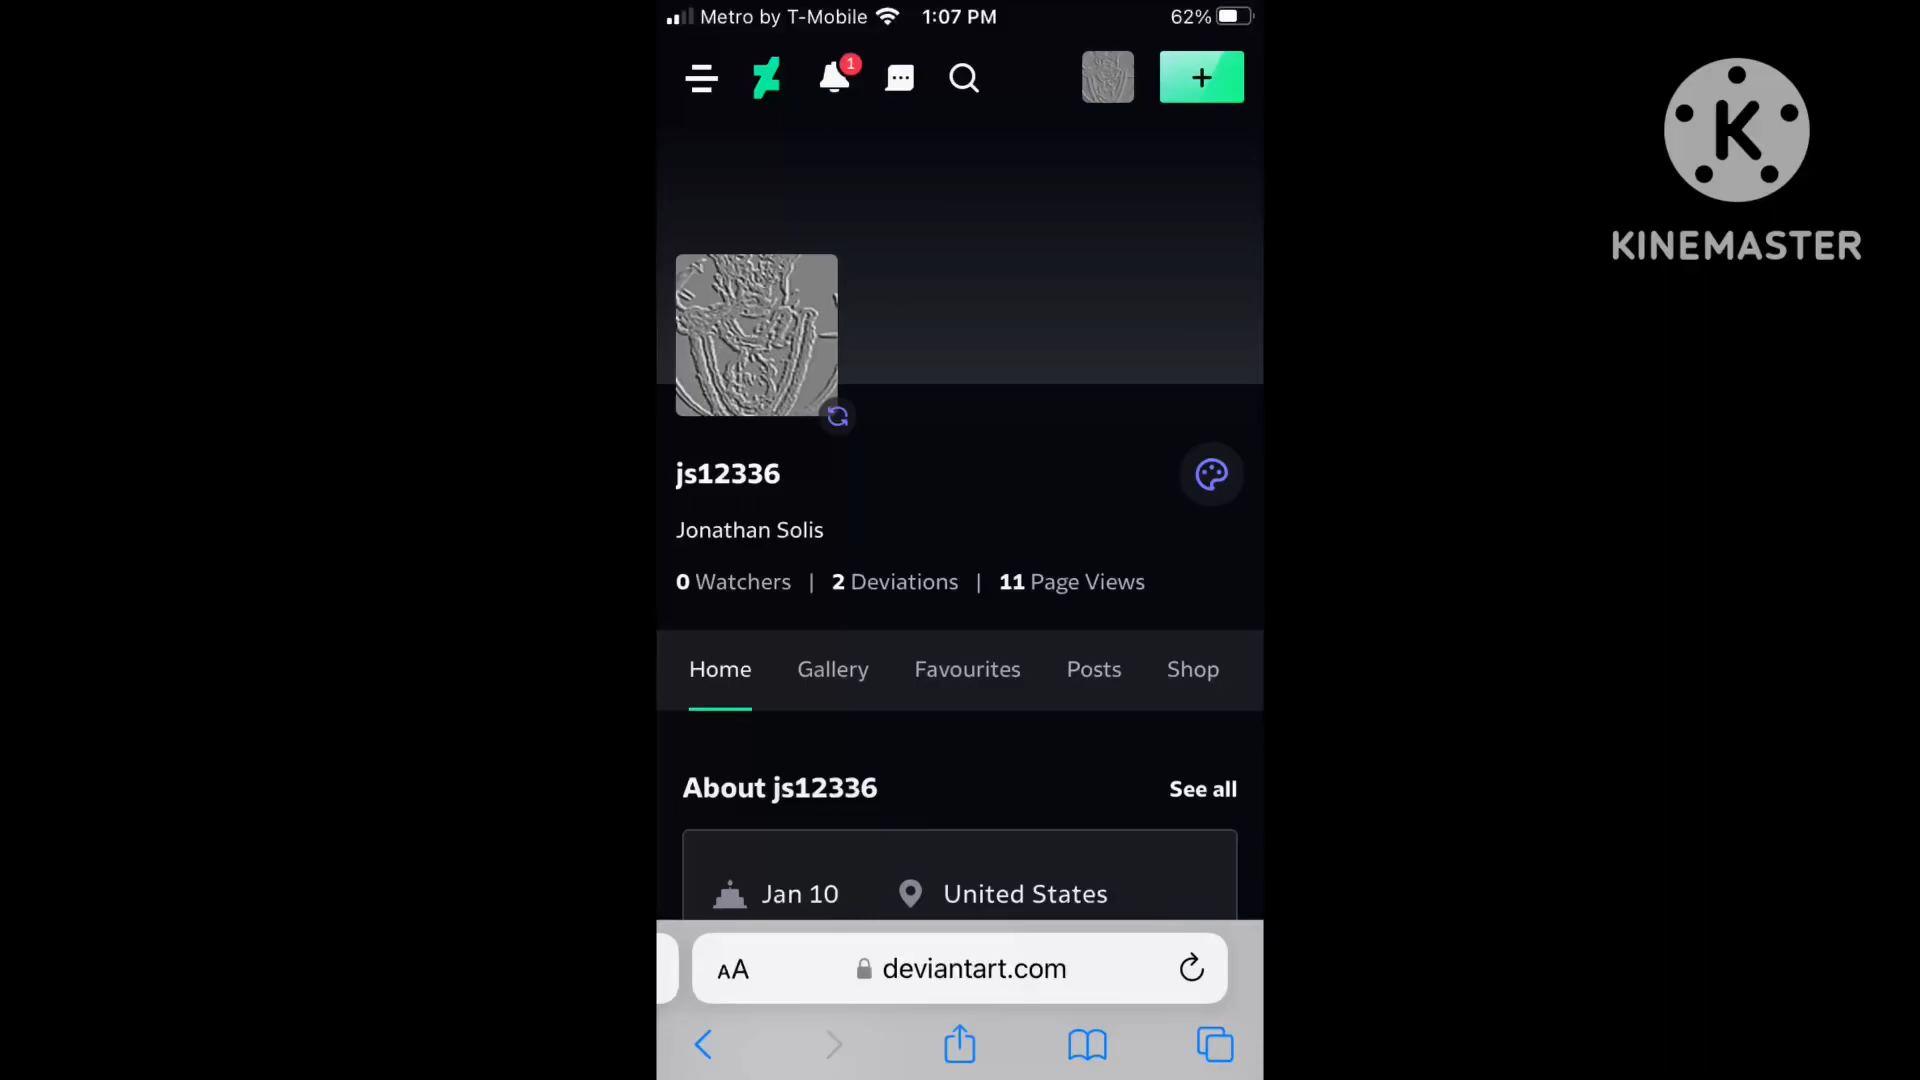 Metro by T-Mobile 1:07 PM 62%
1
+
K
KINEMASTER
js12336
Jonathan Solis
0 Watchers | 2 Deviations | 11 Page Views
Home Gallery Favourites Posts Shop
About js12336 See all
Jan 10 United States
AA deviantart.com